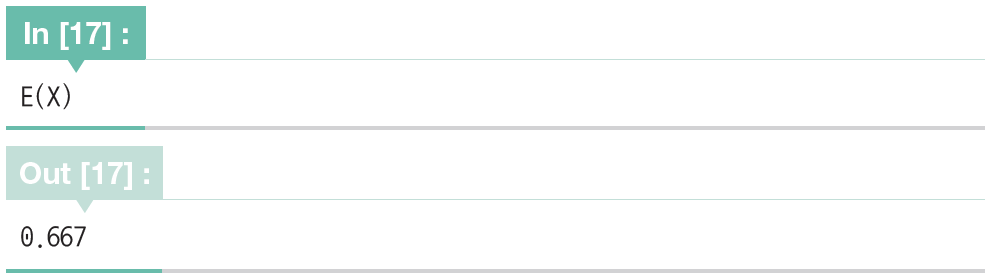 In [17] :
E(X)
Out [17] :
0.667